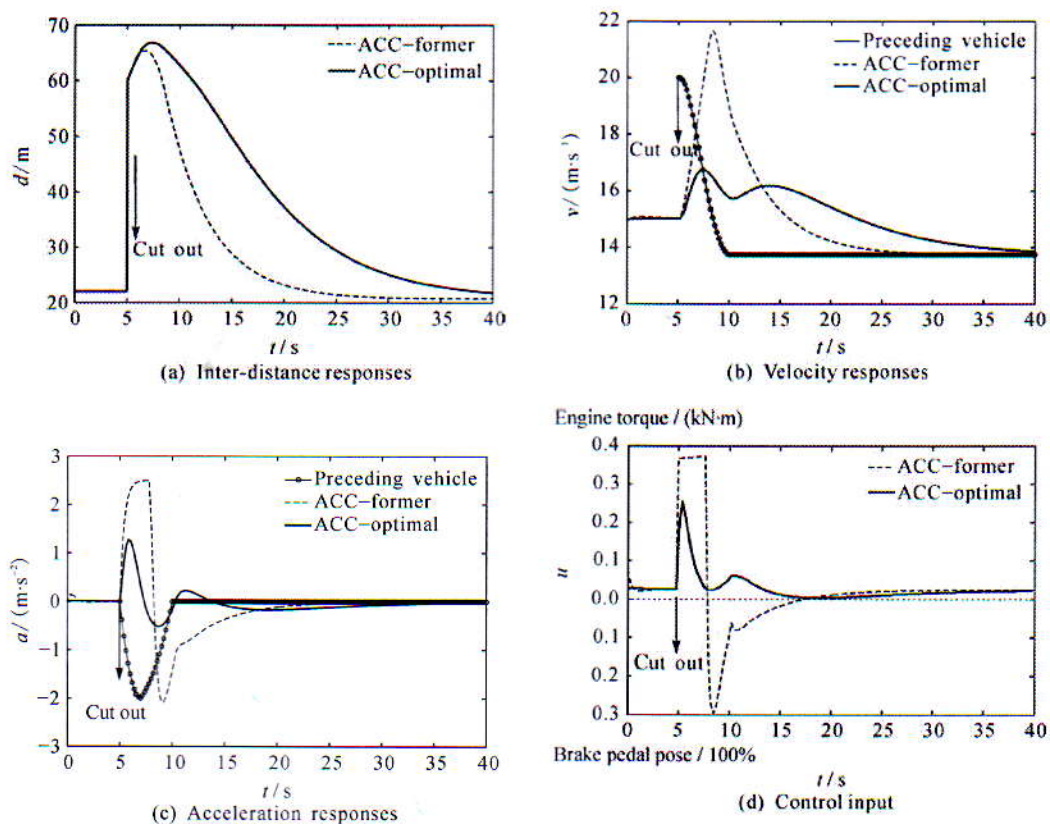 70
60
50
40
30
20
d/m
ACC-former
ACC-optimal
Cut out
0 5 10 15 20 25 30 35 40
t/s
(a) Inter-distance responses
22
20
18
16
14
12
v/(m·s⁻¹)
Preceding vehicle
ACC-former
ACC-optimal
Cut out
0 5 10 15 20 25 30 35 40
t/s
(b) Velocity responses
3
2
1
0
−1
−2
−3
a/(m·s⁻²)
Preceding vehicle
ACC-former
ACC-optimal
Cut out
0 5 10 15 20 25 30 35 40
t/s
(c) Acceleration responses
Engine torque / (kN·m)
0.4
0.3
0.2
0.1
0.0
0.1
0.3
u
ACC-former
ACC-optimal
Cut out
0 5 10 15 20 25 30 35 40
Brake pedal pose / 100%
t/s
(d) Control input